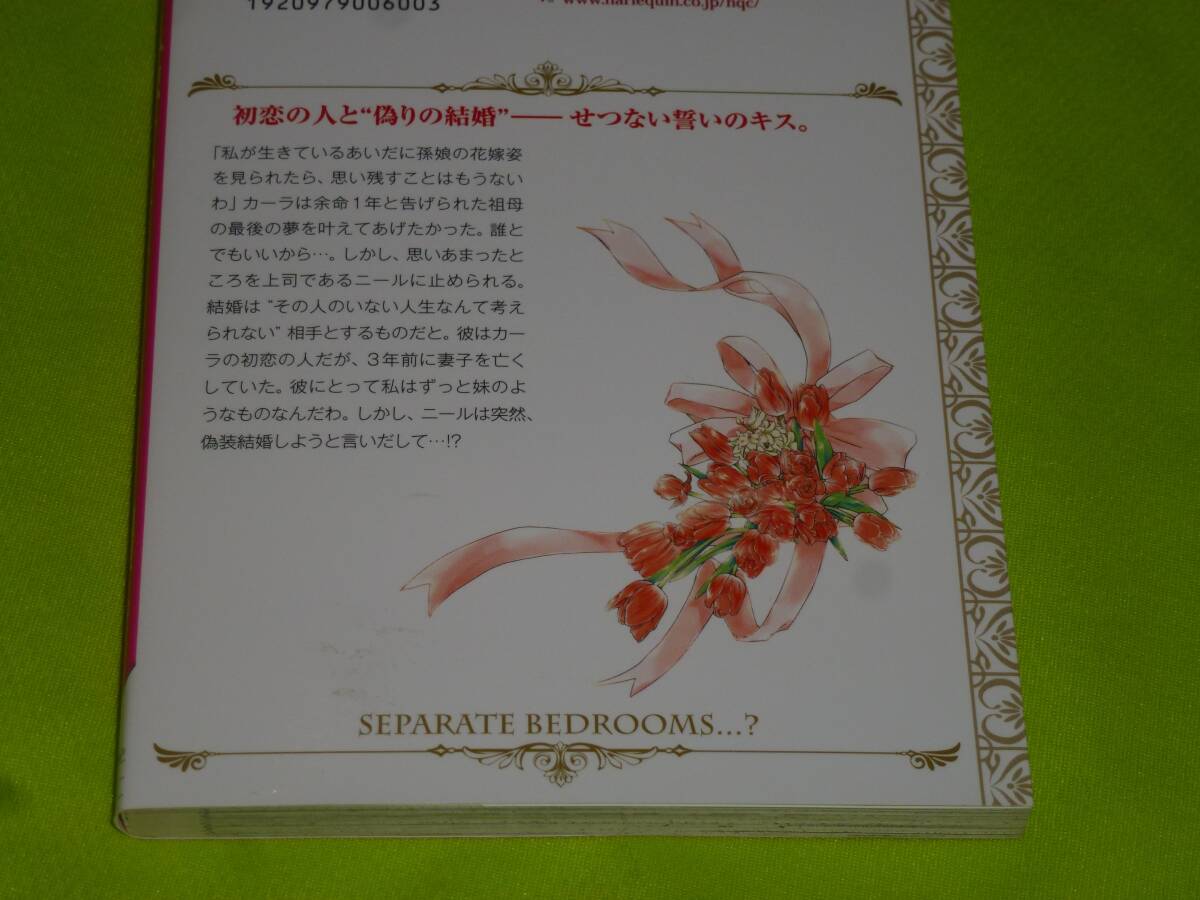 1920979006003
www.harlequin.co.jp/hqc/
初恋の人と“偽りの結婚”――せつない誓いのキス。
「私が生きているあいだに孫娘の花嫁姿
を見られたら、思い残すことはもうない
わ」カーラは余命1年と告げられた祖母
の最後の夢を叶えてあげたかった。誰と
でもいいから…。しかし、思いあまったと
ころを上司であるニールに止められる。
結婚は“その人のいない人生なんて考え
られない”相手とするものだと。彼はカー
ラの初恋の人だが、3年前に妻子を亡く
していた。彼にとって私はずっと妹のよ
うなものなんだわ。しかし、ニールは突然、
偽装結婚しようと言いだして…!?
SEPARATE BEDROOMS...?